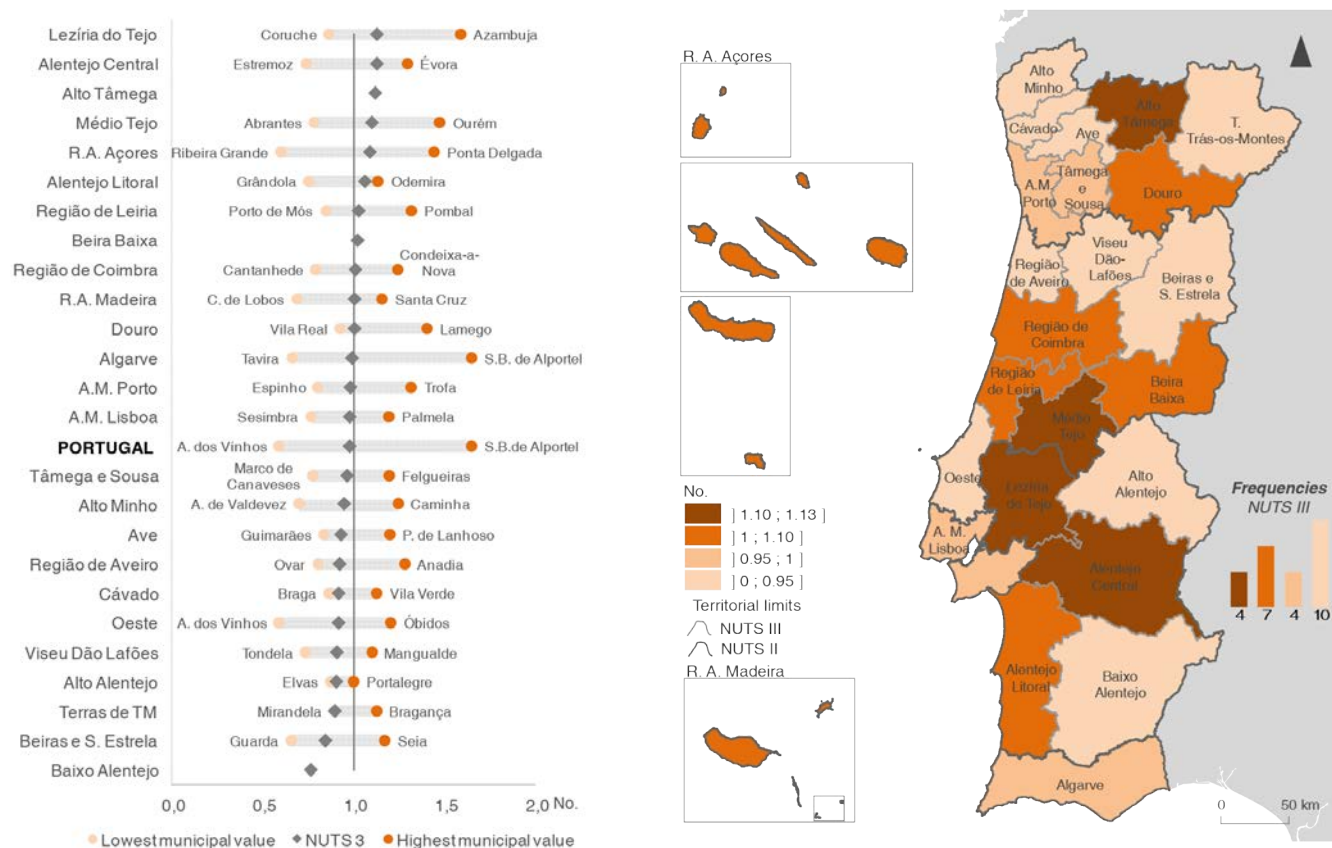 Lezíria do Tejo
Coruche
Azambuja
Alentejo Central
Estremoz
Évora
Alto Tâmega
Médio Tejo
Abrantes
Ourém
R.A. Açores
Ribeira Grande
Ponta Delgada
Alentejo Litoral
Grândola
Odemira
Região de Leiria
Porto de Mós
Pombal
Beira Baixa
Região de Coimbra
Cantanhede
Condeixa-a-
Nova
R.A. Madeira
C. de Lobos
Santa Cruz
Douro
Vila Real
Lamego
Algarve
Tavira
S.B. de Alportel
A.M. Porto
Espinho
Trofa
A.M. Lisboa
Sesimbra
Palmela
PORTUGAL
A. dos Vinhos
S.B.de Alportel
Tâmega e Sousa
Marco de
Canaveses
Felgueiras
Alto Minho
A. de Valdevez
Caminha
Ave
Guimarães
P. de Lanhoso
Região de Aveiro
Ovar
Anadia
Cávado
Braga
Vila Verde
Oeste
A. dos Vinhos
Óbidos
Viseu Dão Lafões
Tondela
Mangualde
Alto Alentejo
Elvas
Portalegre
Terras de TM
Mirandela
Bragança
Beiras e S. Estrela
Guarda
Seia
Baixo Alentejo
0,0
0,5
1,0
1,5
2,0
No.
Lowest municipal value
NUTS 3
Highest municipal value
R. A. Açores
No.
] 1.10 ; 1.13 ]
] 1 ; 1.10 ]
] 0.95 ; 1 ]
] 0 ; 0.95 ]
Territorial limits
NUTS III
NUTS II
R. A. Madeira
Alto
Minho
Alto
Tâmega
T.
Trás-os-Montes
Cávado
Ave
A.M.
Porto
Tâmega
e
Sousa
Douro
Viseu
Dão-
Lafões
Região
de Aveiro
Beiras e
S. Estrela
Região de
Coimbra
Região
de Leiria
Beira
Baixa
Médio
Tejo
Oeste
Lezíria
do Tejo
Alto
Alentejo
A. M.
Lisboa
Alentejo
Central
Alentejo
Litoral
Baixo
Alentejo
Algarve
Frequencies
NUTS III
4
7
4
10
0
50 km